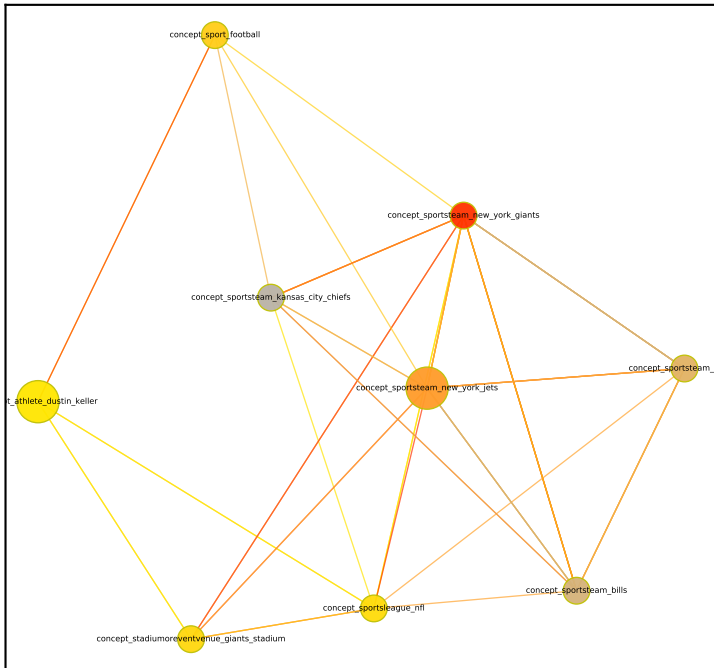 concept_sport_football
concept_sportsteam_new_york_giants
concept_sportsteam_kansas_city_chiefs
concept_sportsteam_
concept_sportsteam_new_york_jets
t_athlete_dustin_keller
concept_sportsteam_bills
concept_sportsleague_nfl
concept_stadiumoreventvenue_giants_stadium